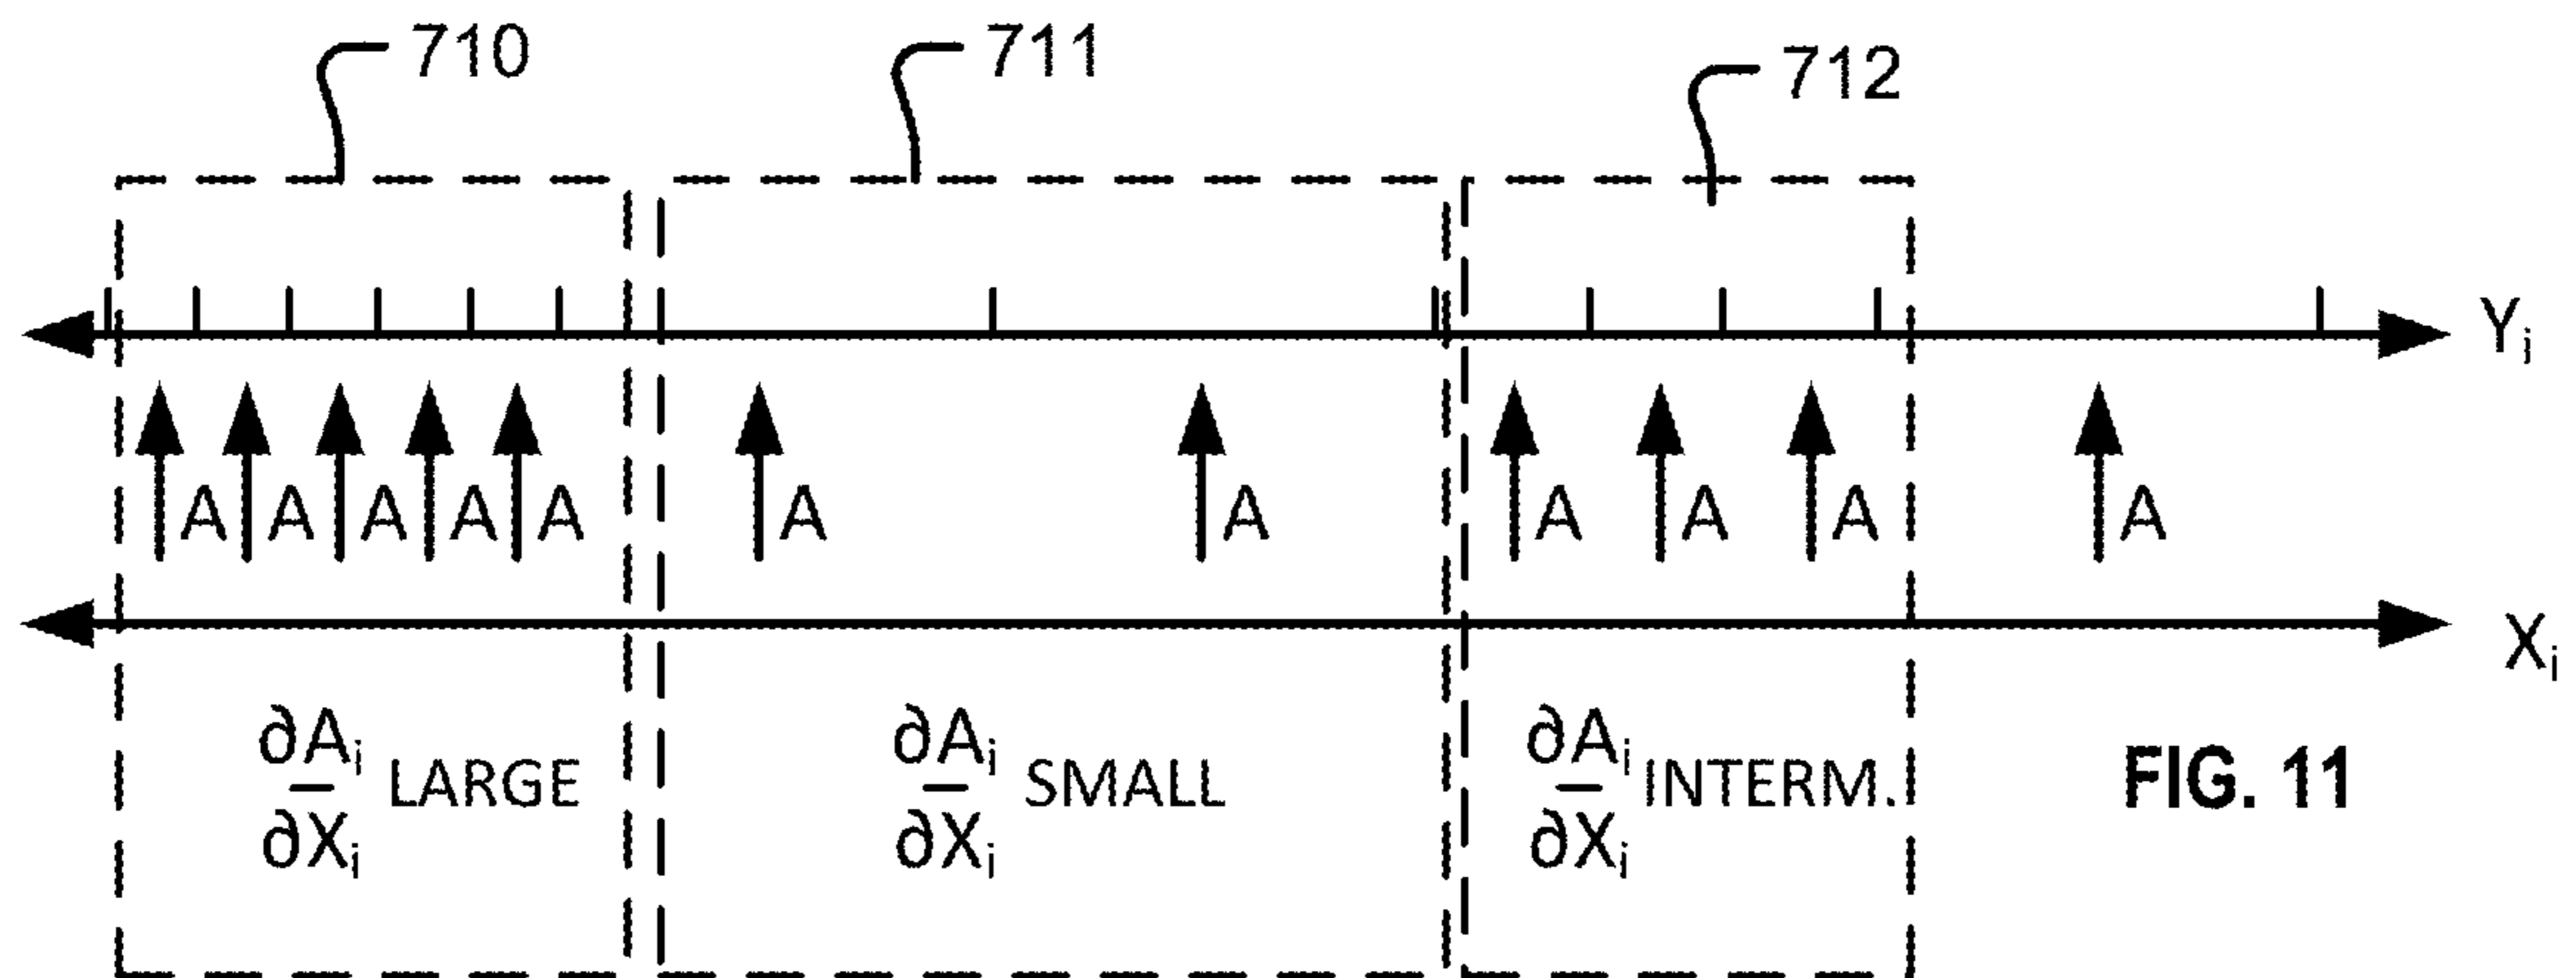 710 711 712
Yᵢ
A A A A A A A A A A A
Xᵢ
∂Aᵢ/∂Xᵢ LARGE ∂Aᵢ/∂Xᵢ SMALL ∂Aᵢ/∂Xᵢ INTERM. FIG. 11